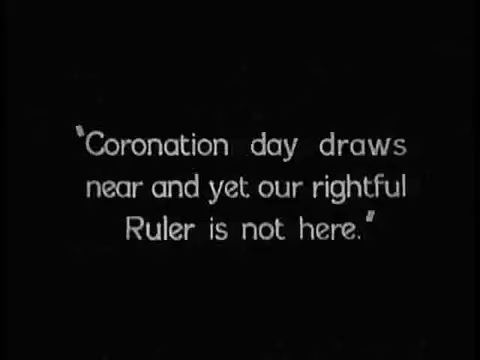 "Coronation day draws
near and yet our rightful
Ruler is not here."